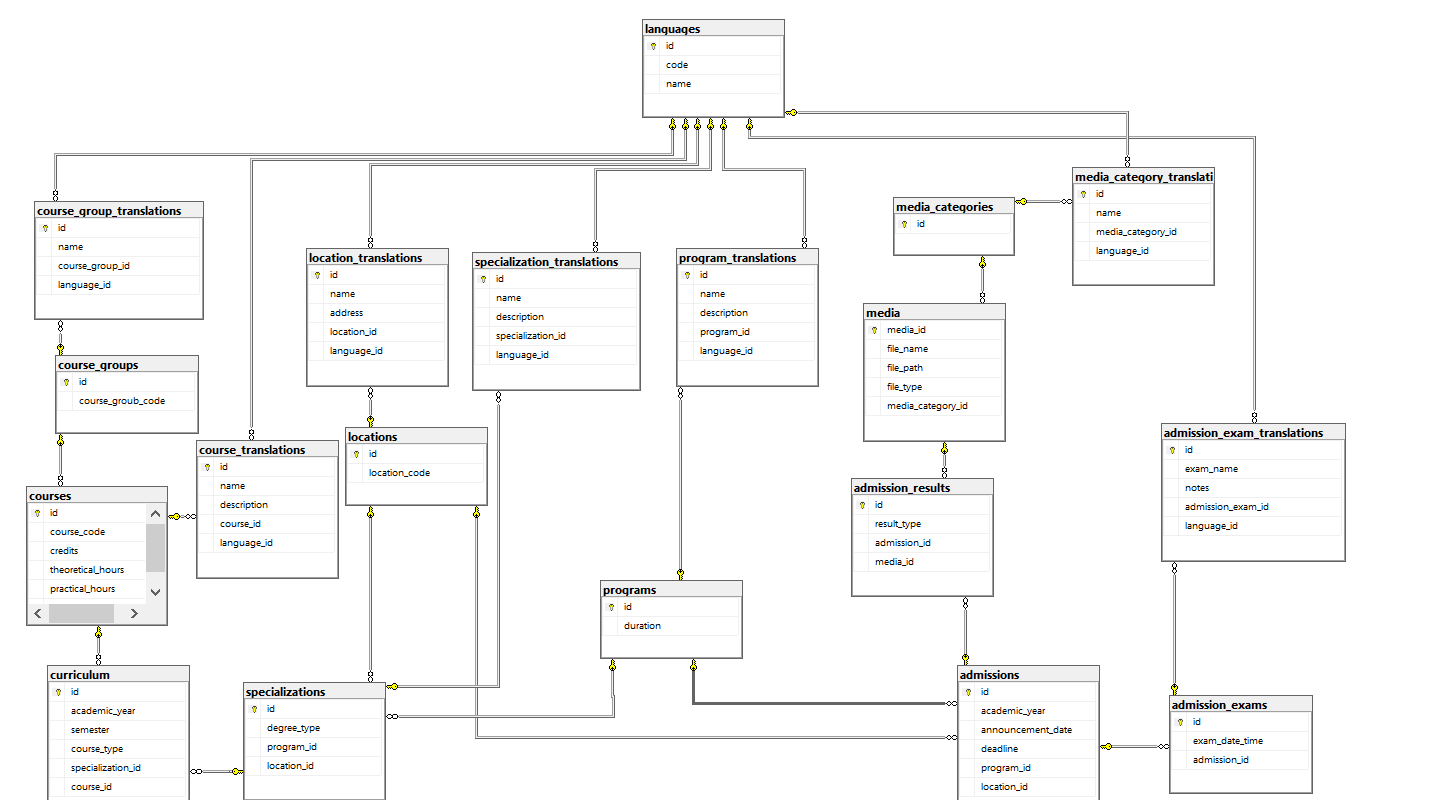 languages
id
code
name
media_category_translati
id
name
media_category_id
language_id
media_categories
id
course_group_translations
id
name
course_group_id
language_id
location_translations
id
name
address
location_id
language_id
specialization_translations
id
name
description
specialization_id
language_id
program_translations
id
name
description
program_id
language_id
media
media_id
file_name
file_path
file_type
media_category_id
course_groups
id
course_groub_code
course_translations
id
name
description
course_id
language_id
locations
id
location_code
admission_exam_translations
id
exam_name
notes
admission_exam_id
language_id
courses
id
course_code
credits
theoretical_hours
practical_hours
admission_results
id
result_type
admission_id
media_id
programs
id
duration
curriculum
id
academic_year
semester
course_type
specialization_id
course_id
specializations
id
degree_type
program_id
location_id
admissions
id
academic_year
announcement_date
deadline
program_id
location_id
admission_exams
id
exam_date_time
admission_id